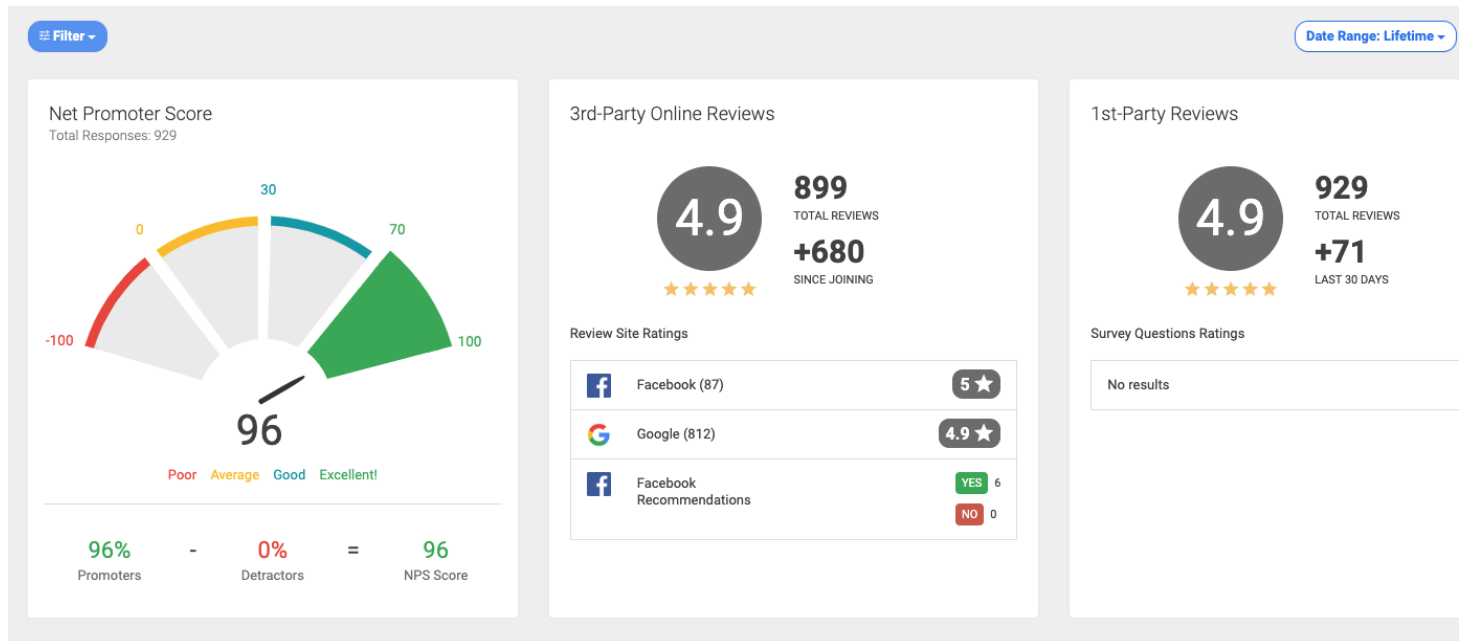 Filter
Date Range: Lifetime
Net Promoter Score
Total Responses: 929
-100
0
30
70
100
96
Poor Average Good Excellent!
96% - 0% = 96
Promoters Detractors NPS Score
3rd-Party Online Reviews
4.9
899
TOTAL REVIEWS
+680
SINCE JOINING
Review Site Ratings
Facebook (87) 5
Google (812) 4.9
Facebook
Recommendations
YES 6
NO 0
1st-Party Reviews
4.9
929
TOTAL REVIEWS
+71
LAST 30 DAYS
Survey Questions Ratings
No results